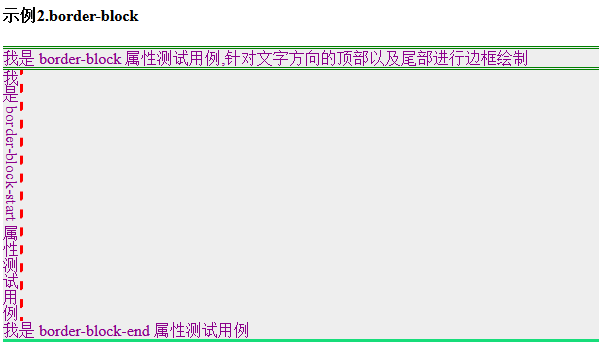 示例2.border-block
我是 border-block 属性测试用例,针对文字方向的顶部以及尾部进行边框绘制
我是 border-block-start 属性测试用例
我是 border-block-end 属性测试用例